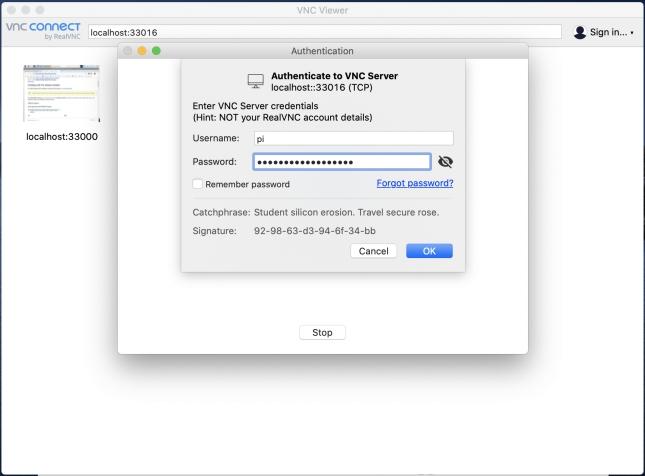 VNC Viewer
VNC CONNECT
by RealVNC
localhost:33016
Sign in...
Authentication
localhost:33000
Authenticate to VNC Server
localhost::33016 (TCP)
Enter VNC Server credentials
(Hint: NOT your RealVNC account details)
Username: pi
Password: ••••••••••••••••••
Remember password
Forgot password?
Catchphrase: Student silicon erosion. Travel secure rose.
Signature: 92-98-63-d3-94-6f-34-bb
Cancel
OK
Stop